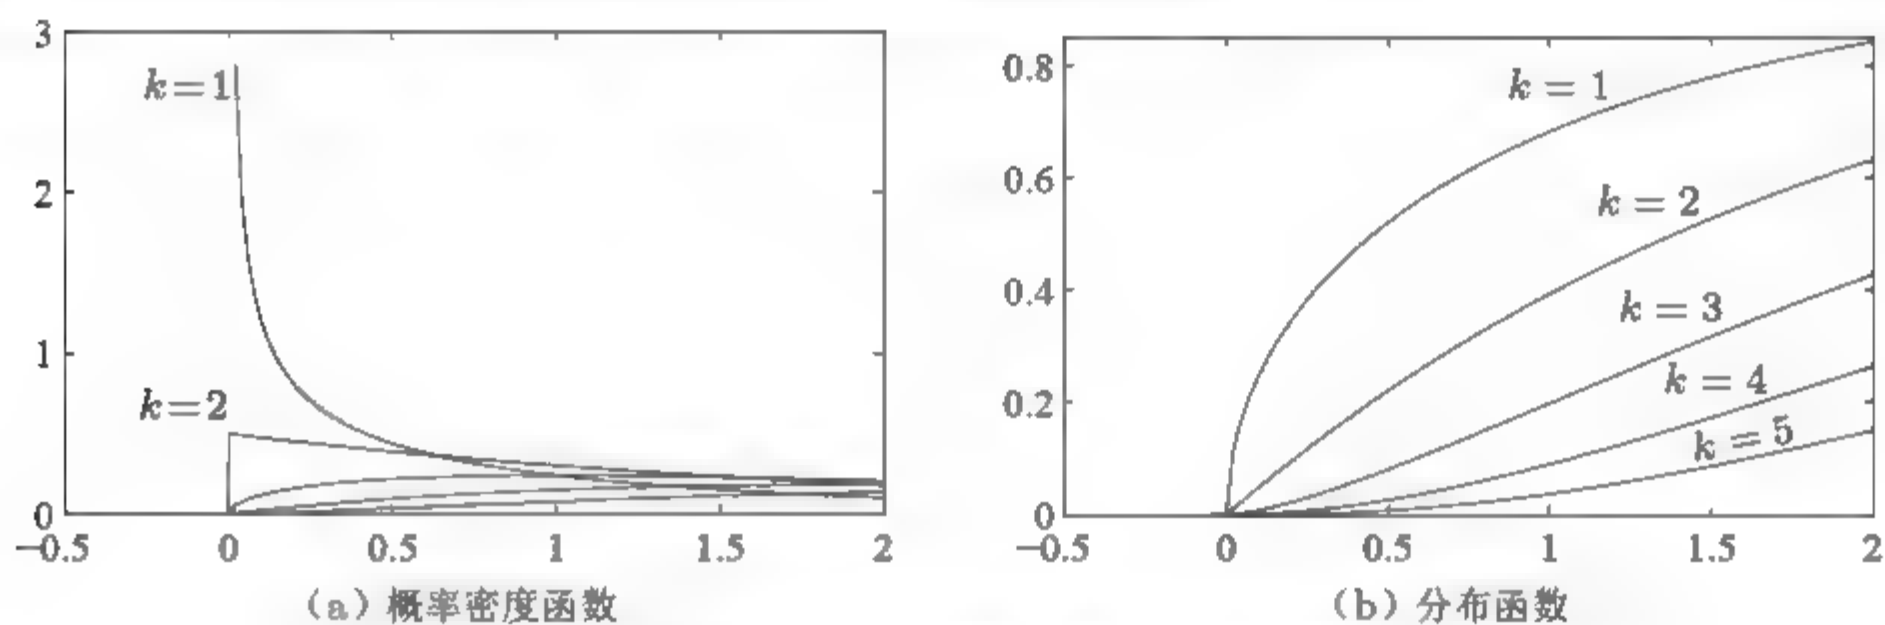 3
k=1
2
1
k=2
0
−0.5 0 0.5 1 1.5 2
(a) 概率密度函数
0.8
k = 1
0.6
k = 2
0.4
k = 3
k = 4
0.2
k = 5
0
−0.5 0 0.5 1 1.5 2
(b) 分布函数